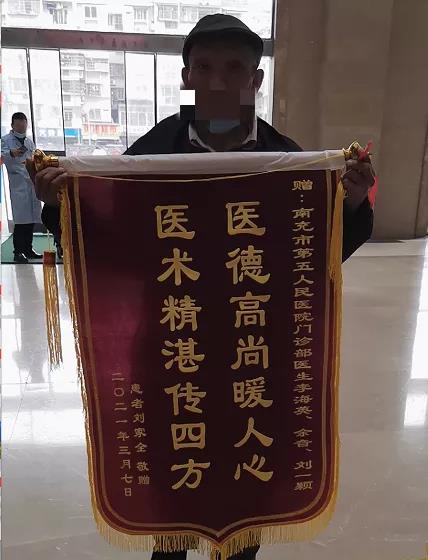 赠：南充市第五人民医院门诊部医生李海英、余杳、刘一颖
医德高尚暖人心
医术精湛传四方
患者刘家全 敬赠
二〇二一年三月七日